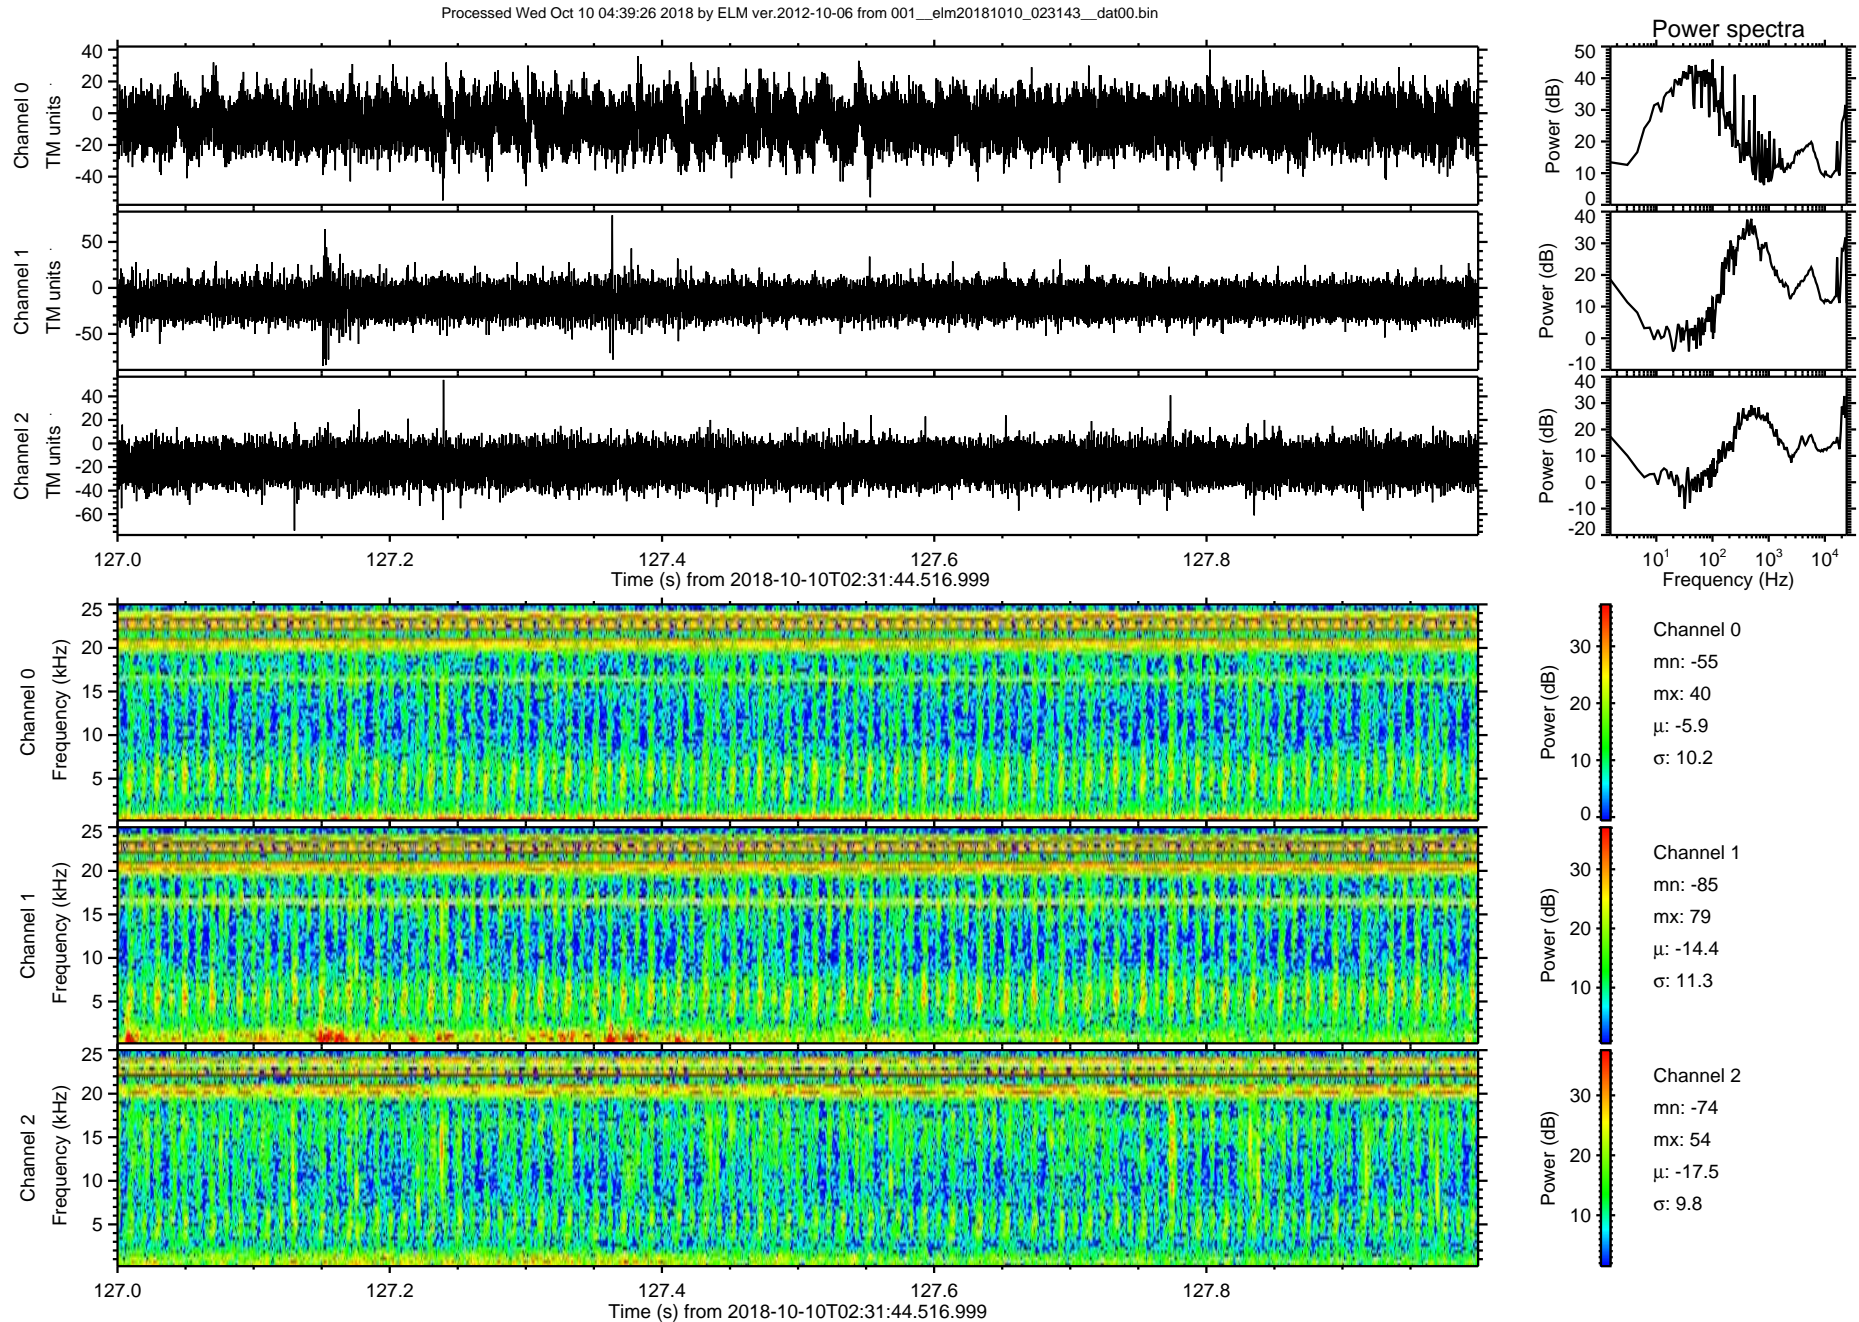 Processed Wed Oct 10 04:39:26 2018 by ELM ver.2012-10-06 from 001__elm20181010_023143__dat00.bin
Power spectra
Channel 0
TM units
40
20
0
-20
-40
Power (dB)
50
40
30
20
10
0
Channel 1
TM units
50
0
-50
Power (dB)
40
30
20
10
0
-10
Channel 2
TM units
40
20
0
-20
-40
-60
Power (dB)
40
30
20
10
0
-10
-20
127.0 127.2 127.4 127.6 127.8
Time (s) from 2018-10-10T02:31:44.516.999
10^1 10^2 10^3 10^4
Frequency (Hz)
Channel 0
Frequency (kHz)
25
20
15
10
5
Power (dB)
30
20
10
0
Channel 0
mn: -55
mx: 40
μ: -5.9
σ: 10.2
Channel 1
Frequency (kHz)
25
20
15
10
5
Power (dB)
30
20
10
Channel 1
mn: -85
mx: 79
μ: -14.4
σ: 11.3
Channel 2
Frequency (kHz)
25
20
15
10
5
Power (dB)
30
20
10
Channel 2
mn: -74
mx: 54
μ: -17.5
σ: 9.8
127.0 127.2 127.4 127.6 127.8
Time (s) from 2018-10-10T02:31:44.516.999